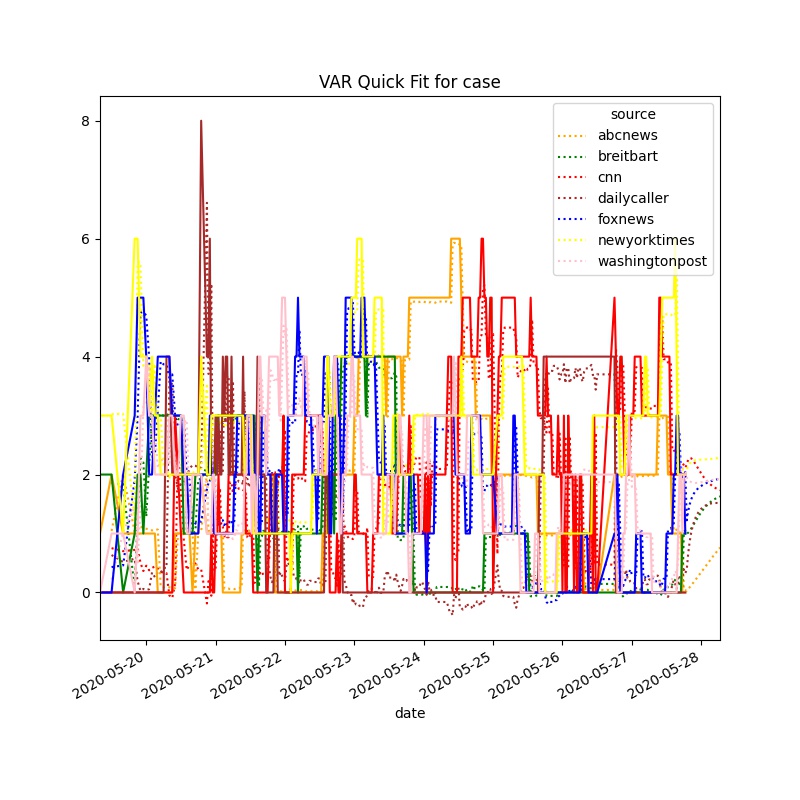 VAR Quick Fit for case
8
6
4
2
0
source
abcnews
breitbart
cnn
dailycaller
foxnews
newyorktimes
washingtonpost
2020-05-20
2020-05-21
2020-05-22
2020-05-23
2020-05-24
2020-05-25
2020-05-26
2020-05-27
2020-05-28
date